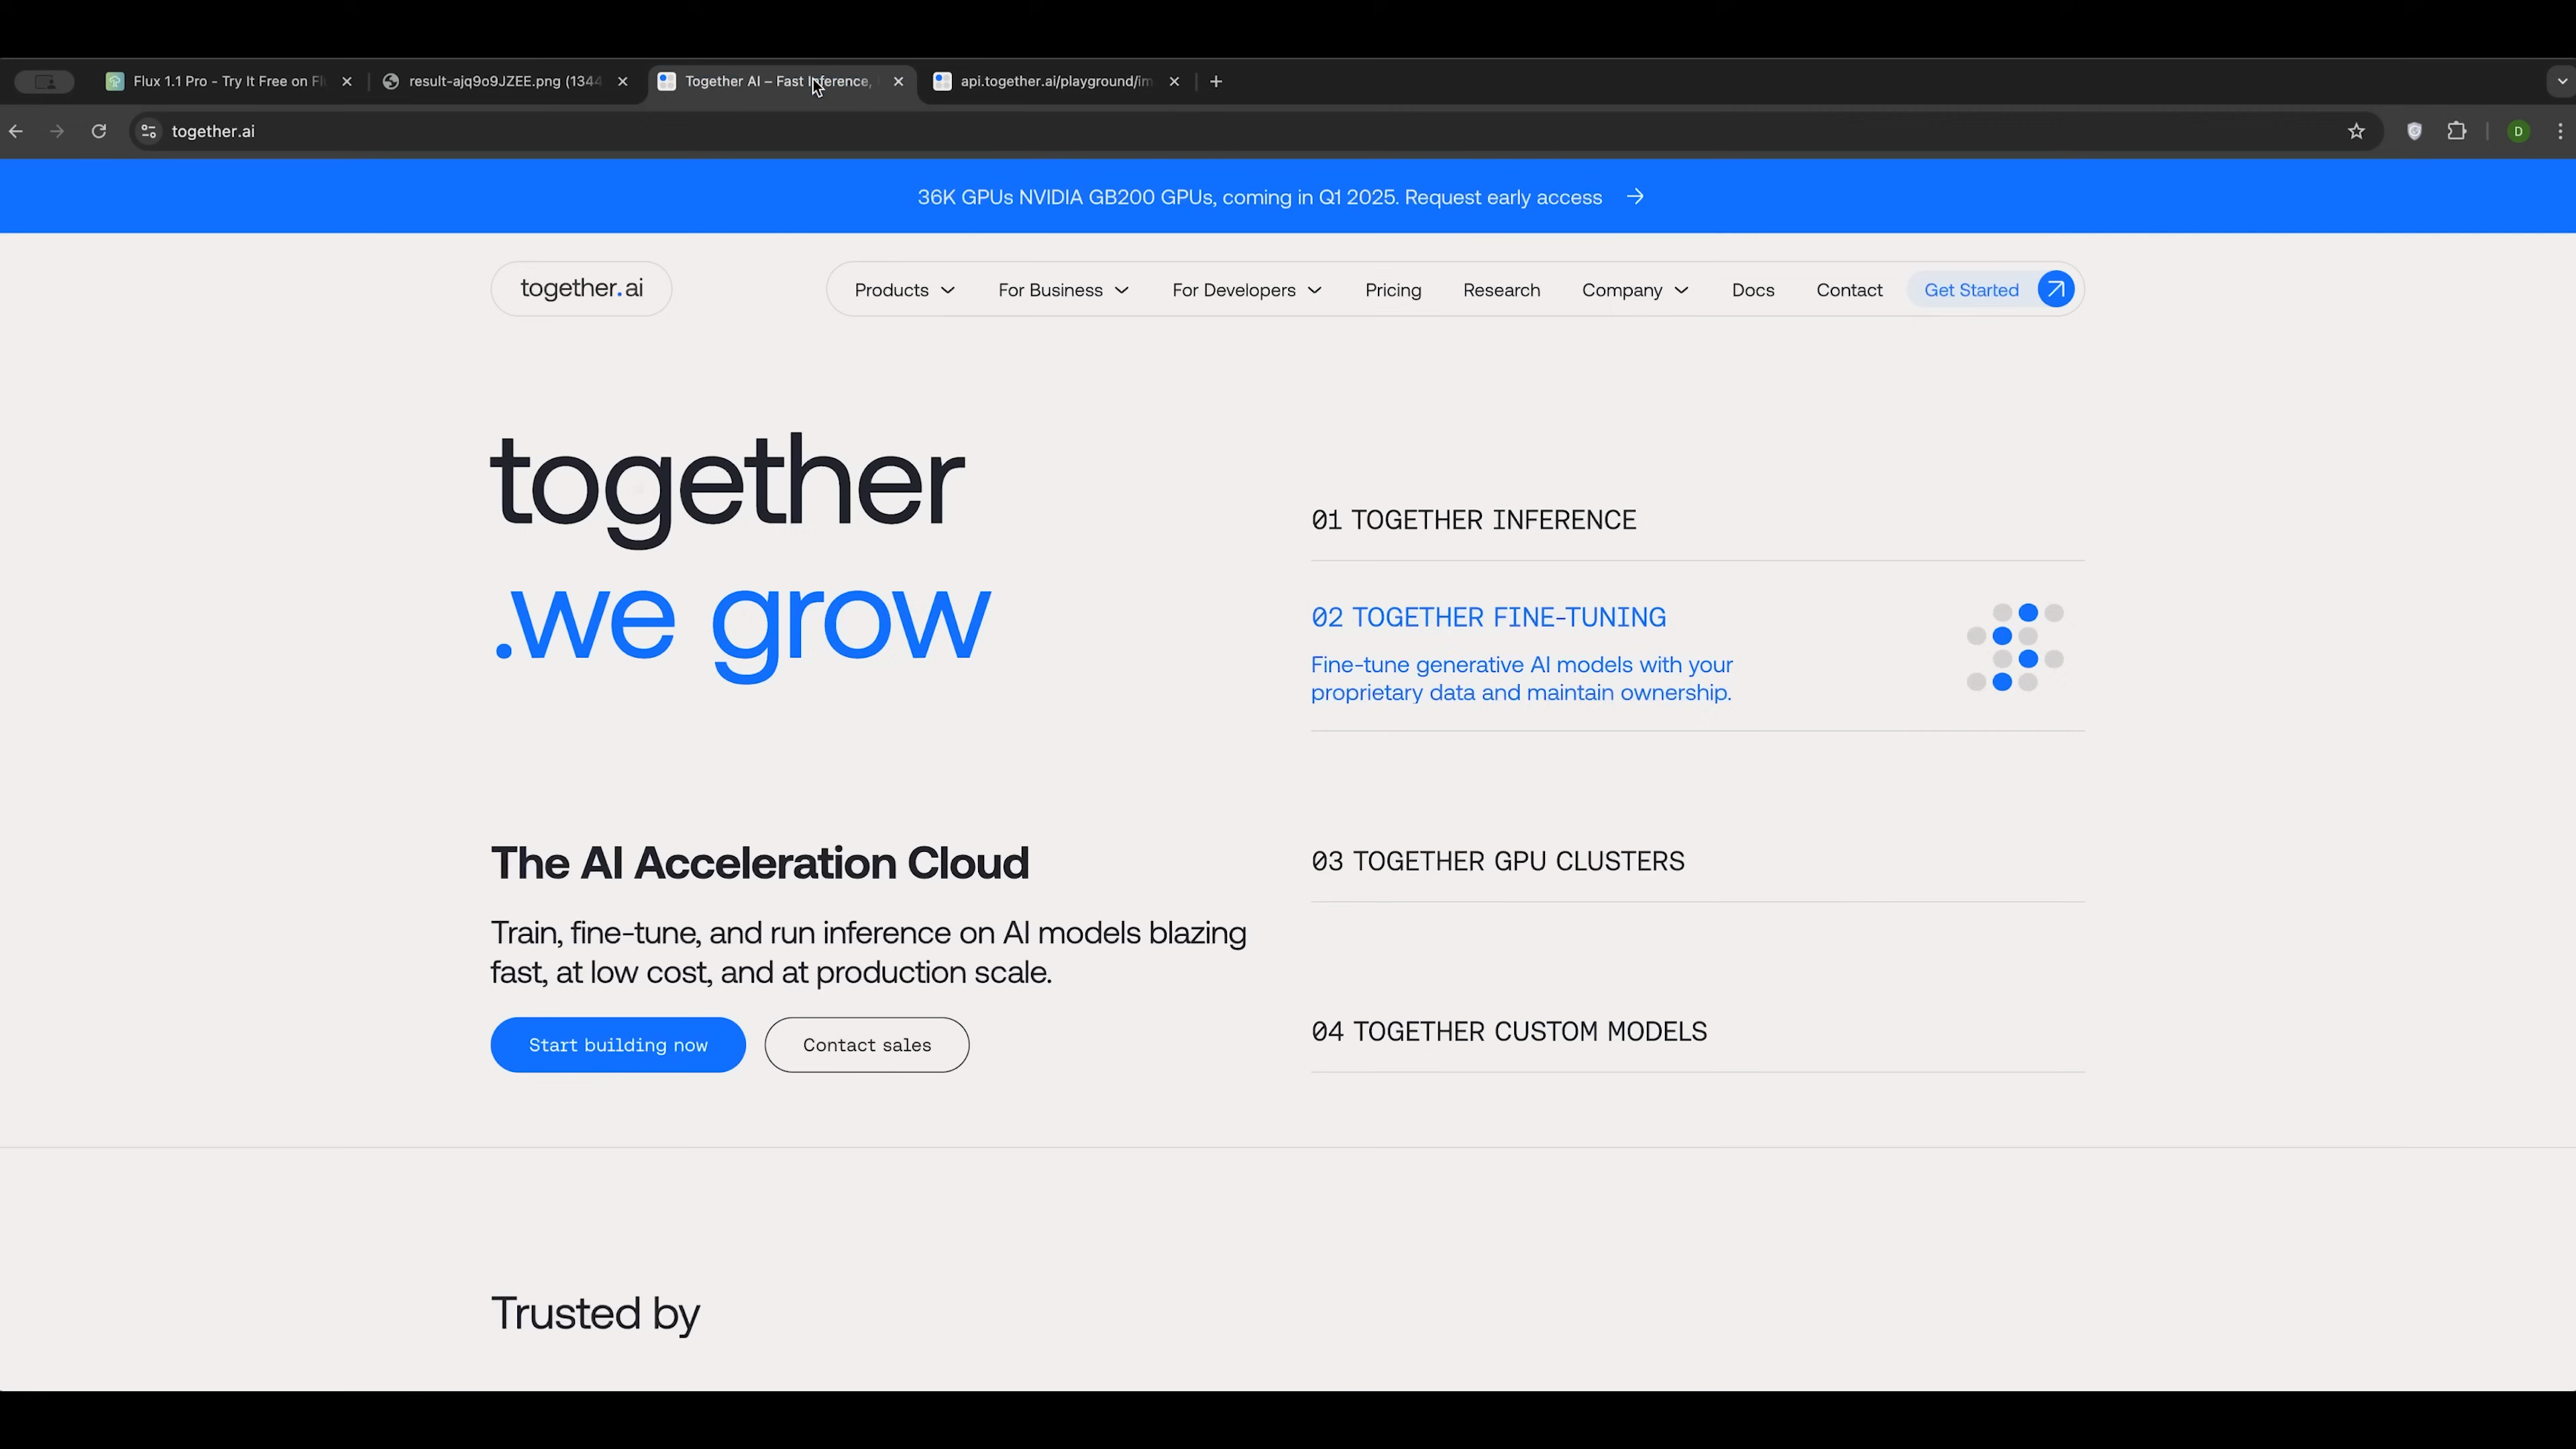 Flux 1.1 Pro - Try It Free on Fl
result-ajq9o9JZEE.png (1344
Together AI – Fast Inference,
api.together.ai/playground/im
together.ai
D
36K GPUs NVIDIA GB200 GPUs, coming in Q1 2025. Request early access
together.ai
Products
For Business
For Developers
Pricing
Research
Company
Docs
Contact
Get Started
together
.we grow
01 TOGETHER INFERENCE
02 TOGETHER FINE-TUNING
Fine-tune generative AI models with your
proprietary data and maintain ownership.
The AI Acceleration Cloud
Train, fine-tune, and run inference on AI models blazing
fast, at low cost, and at production scale.
Start building now
Contact sales
03 TOGETHER GPU CLUSTERS
04 TOGETHER CUSTOM MODELS
Trusted by